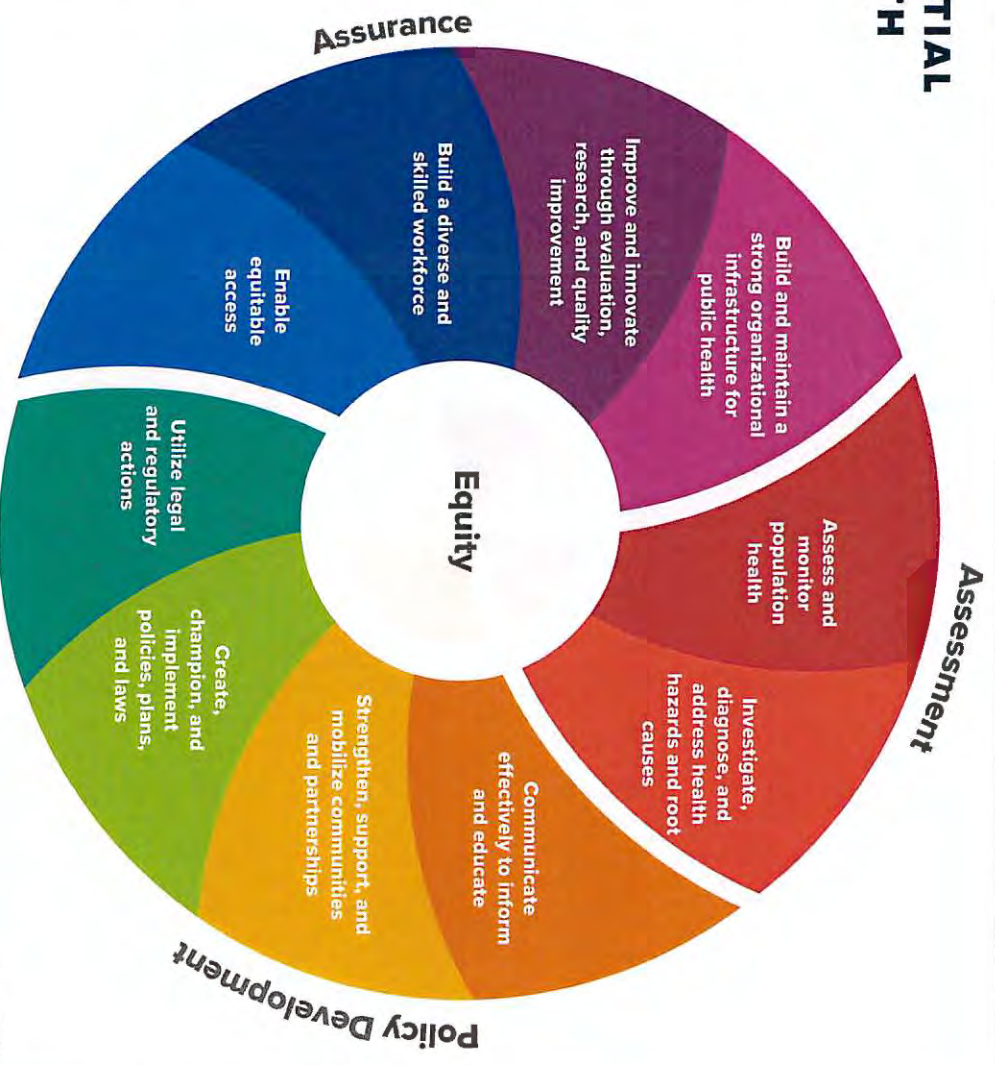 TIAL
TH
Assessment
Assess and
monitor
population
health
Investigate,
diagnose, and
address health
hazards and root
causes
Policy Development
Communicate
effectively to inform
and educate
Strengthen, support, and
mobilize communities
and partnerships
Create,
champion, and
implement
policies, plans,
and laws
Utilize legal
and regulatory
actions
Assurance
Enable
equitable
access
Build a diverse and
skilled workforce
Improve and innovate
through evaluation,
research, and quality
improvement
Build and maintain a
strong organizational
infrastructure for
public health
Equity